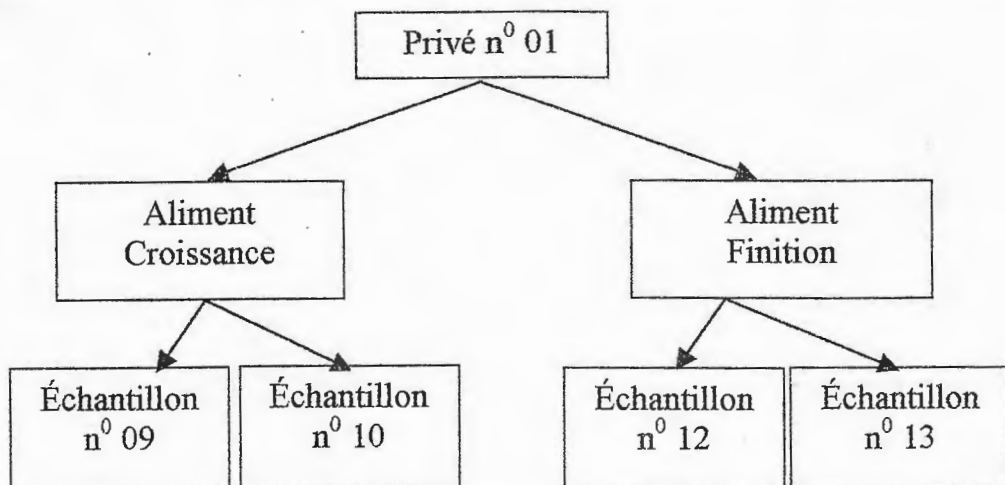 Privé n⁰ 01
Aliment
Croissance
Aliment
Finition
Échantillon
n⁰ 09
Échantillon
n⁰ 10
Échantillon
n⁰ 12
Échantillon
n⁰ 13